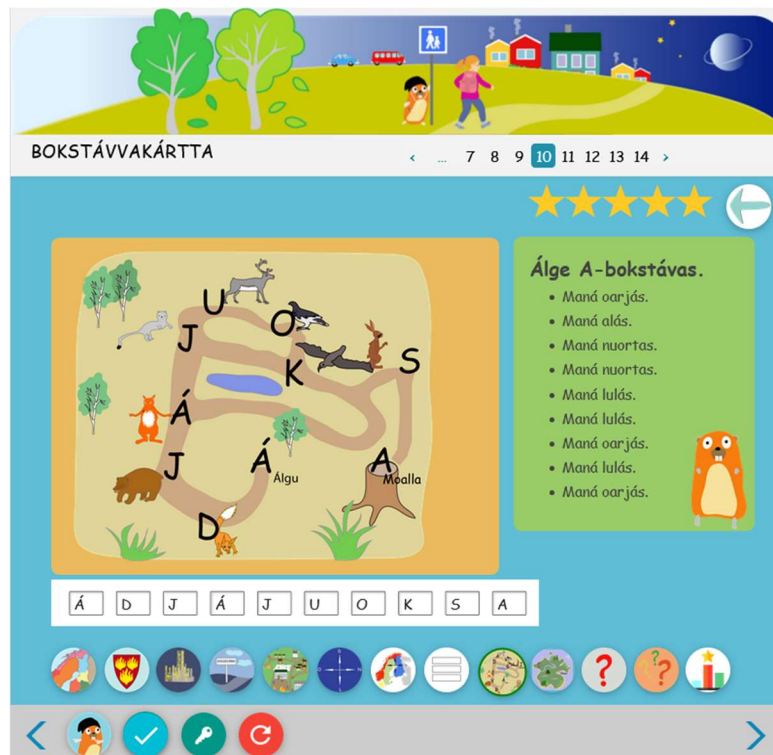 BOKSTÁVVAKÁRTTA
‹ ... 7 8 9 10 11 12 13 14 ›
U
O
J
K
S
Á
J
Á
A
Álgu
Moalla
D
Álge A-bokstávas.
• Maná oarjás.
• Maná alás.
• Maná nuortas.
• Maná nuortas.
• Maná lulás.
• Maná lulás.
• Maná oarjás.
• Maná lulás.
• Maná oarjás.
Á D J Á J U O K S A
?
? ?